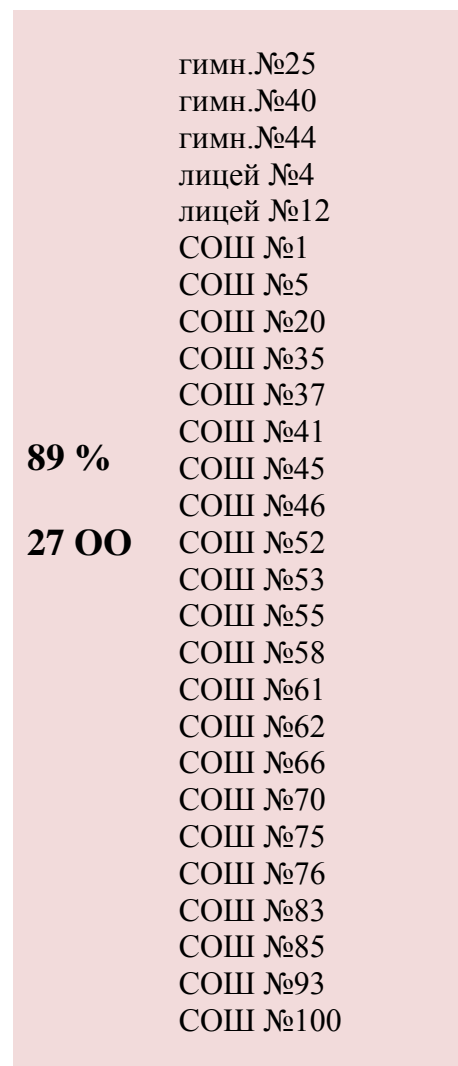 89 %
27 ОО
гимн.№25
гимн.№40
гимн.№44
лицей №4
лицей №12
СОШ №1
СОШ №5
СОШ №20
СОШ №35
СОШ №37
СОШ №41
СОШ №45
СОШ №46
СОШ №52
СОШ №53
СОШ №55
СОШ №58
СОШ №61
СОШ №62
СОШ №66
СОШ №70
СОШ №75
СОШ №76
СОШ №83
СОШ №85
СОШ №93
СОШ №100